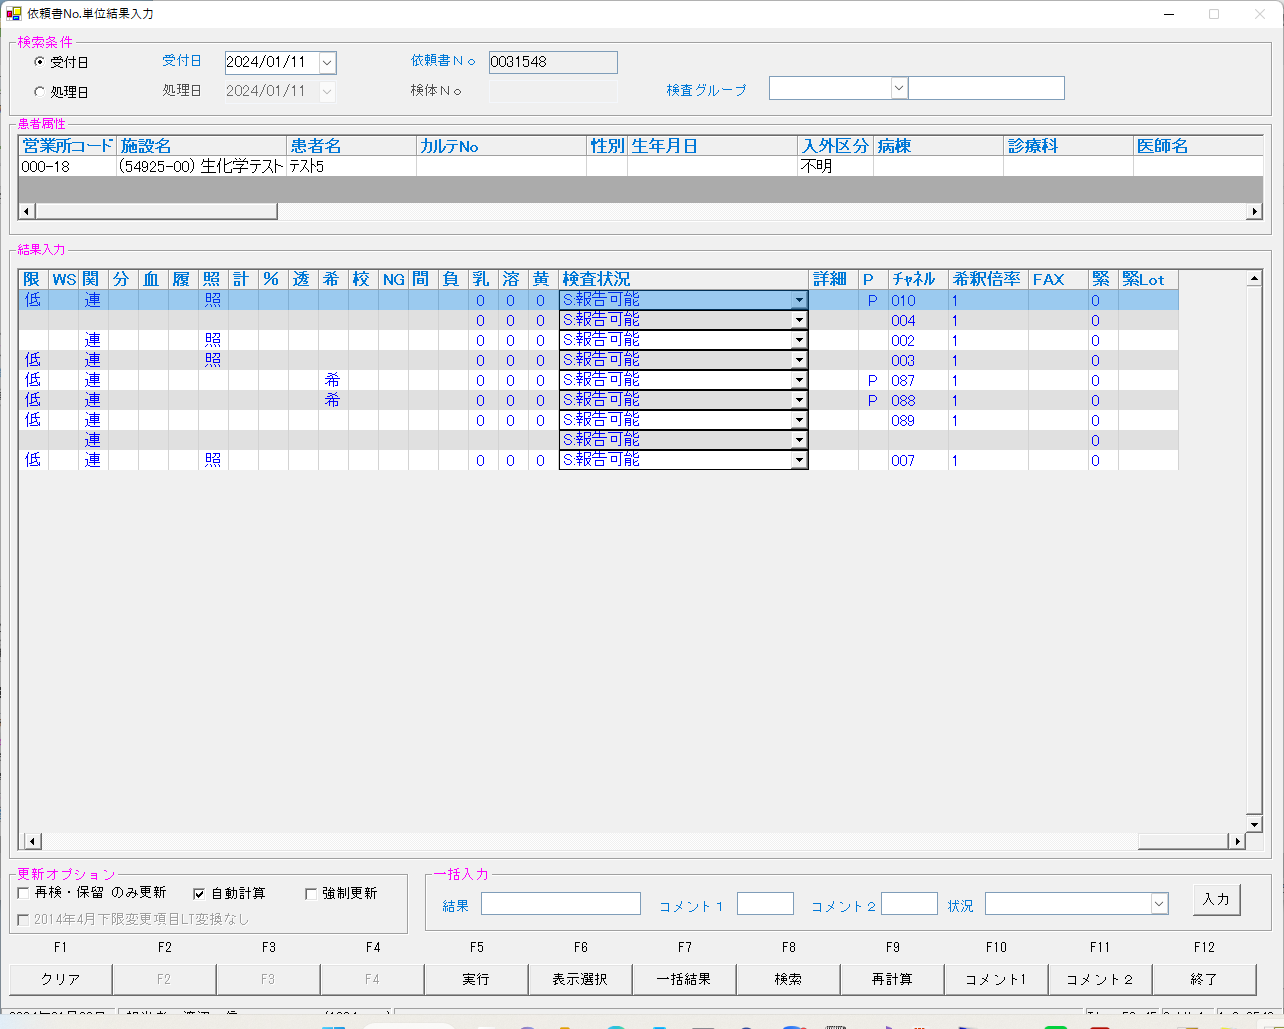 依頼書No.単位結果入力
検索条件
受付日 受付日 2024/01/11 依頼書No 0031548
処理日 処理日 2024/01/11 検体No 検査グループ
患者属性
営業所コード 施設名 患者名 カルテNo 性別 生年月日 入外区分 病棟 診療科 医師名
000-18 (54925-00) 生化学テスト テスト5 不明
結果入力
限 WS 関 分 血 履 照 計 % 透 希 校 NG 間 負 乳 溶 黄 検査状況 詳細 P チャネル 希釈倍率 FAX 緊 緊Lot
低 連 照 0 0 0 S:報告可能 P 010 1 0
0 0 0 S:報告可能 004 1 0
連 照 0 0 0 S:報告可能 002 1 0
低 連 照 0 0 0 S:報告可能 003 1 0
低 連 希 0 0 0 S:報告可能 P 087 1 0
低 連 希 0 0 0 S:報告可能 P 088 1 0
低 連 0 0 0 S:報告可能 089 1 0
連 S:報告可能 0
低 連 照 0 0 0 S:報告可能 007 1 0
更新オプション
再検・保留 のみ更新 自動計算 強制更新
2014年4月下限変更項目LT変換なし
一括入力
結果 コメント1 コメント2 状況 入力
F1 F2 F3 F4 F5 F6 F7 F8 F9 F10 F11 F12
クリア F2 F3 F4 実行 表示選択 一括結果 検索 再計算 コメント1 コメント2 終了